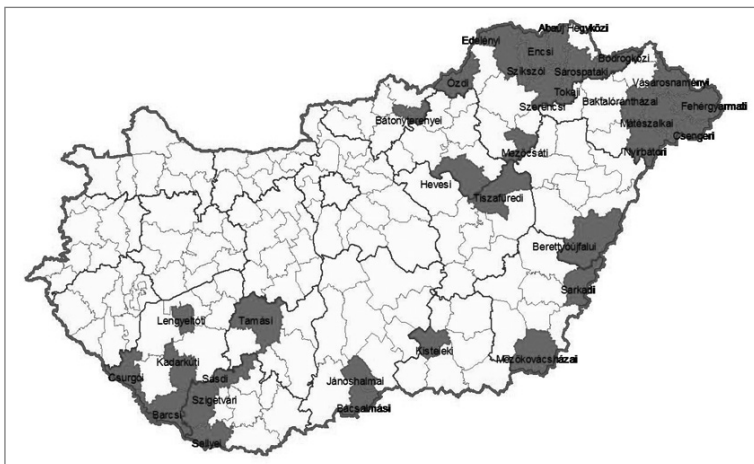 Abaúj Hegyközi
Edelényi
Encsi
Bodrogközi
Szikszói
Sárospataki
Ózdi
Vásárosnaményi
Tokaji
Baktalórántházai
Fehérgyarmati
Szerencsi
Bátonyterenyei
Mátészalkai
Csengeri
Mezőcsáti
Nyírbátori
Hevesi
Tiszafüredi
Berettyóújfalui
Sarkadi
Lengyeltóti
Tamási
Kisteleki
Mezőkovácsházai
Kadarkúti
Csurgói
Sásdi
Jánoshalmai
Szigetvári
Barcsi
Bácsalmási
Sellyei